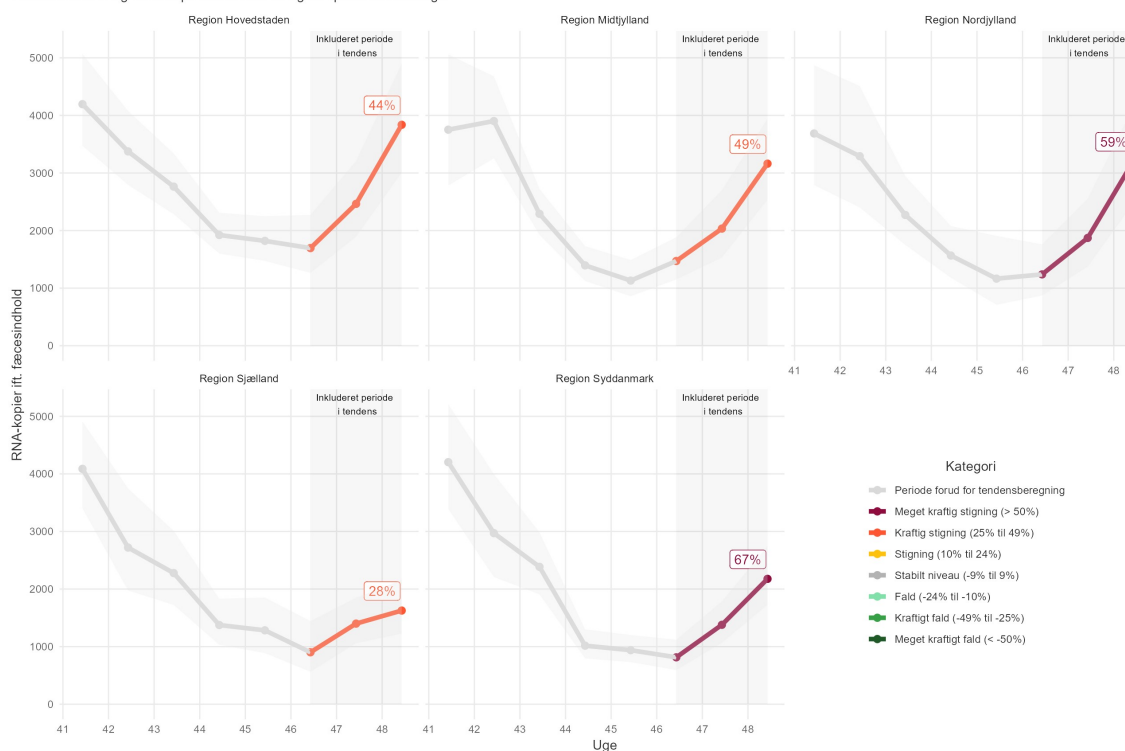 Region Hovedstaden
Region Midtjylland
Region Nordjylland
Inkluderet periode
i tendens
Inkluderet periode
i tendens
Inkluderet periode
i tendens
44%
49%
59%
5000
4000
3000
2000
1000
0
41 42 43 44 45 46 47 48
RNA-kopier ift. fæcesindhold
Region Sjælland
Region Syddanmark
Inkluderet periode
i tendens
Inkluderet periode
i tendens
28%
67%
5000
4000
3000
2000
1000
0
41 42 43 44 45 46 47 48
41 42 43 44 45 46 47 48
Uge
Kategori
Periode forud for tendensberegning
Meget kraftig stigning (> 50%)
Kraftig stigning (25% til 49%)
Stigning (10% til 24%)
Stabilt niveau (-9% til 9%)
Fald (-24% til -10%)
Kraftigt fald (-49% til -25%)
Meget kraftigt fald (< -50%)